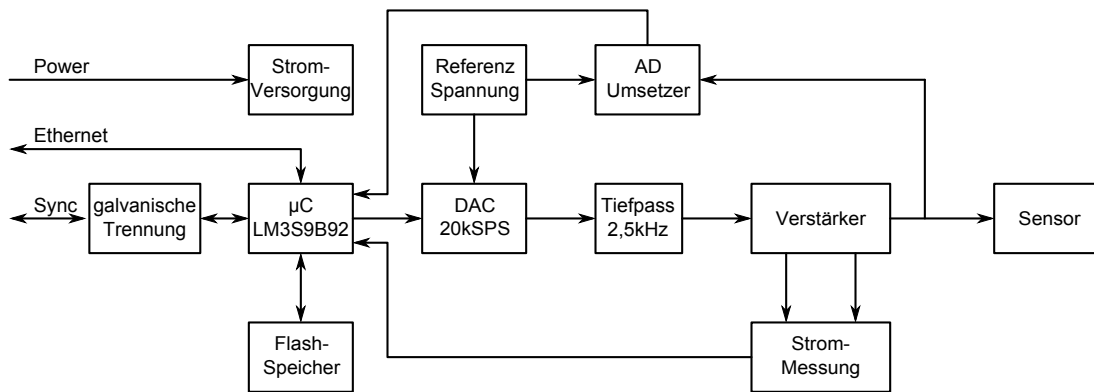 Power
Strom-
Versorgung
Referenz
Spannung
AD
Umsetzer
Ethernet
Sync
galvanische
Trennung
µC
LM3S9B92
DAC
20kSPS
Tiefpass
2,5kHz
Verstärker
Sensor
Flash-
Speicher
Strom-
Messung